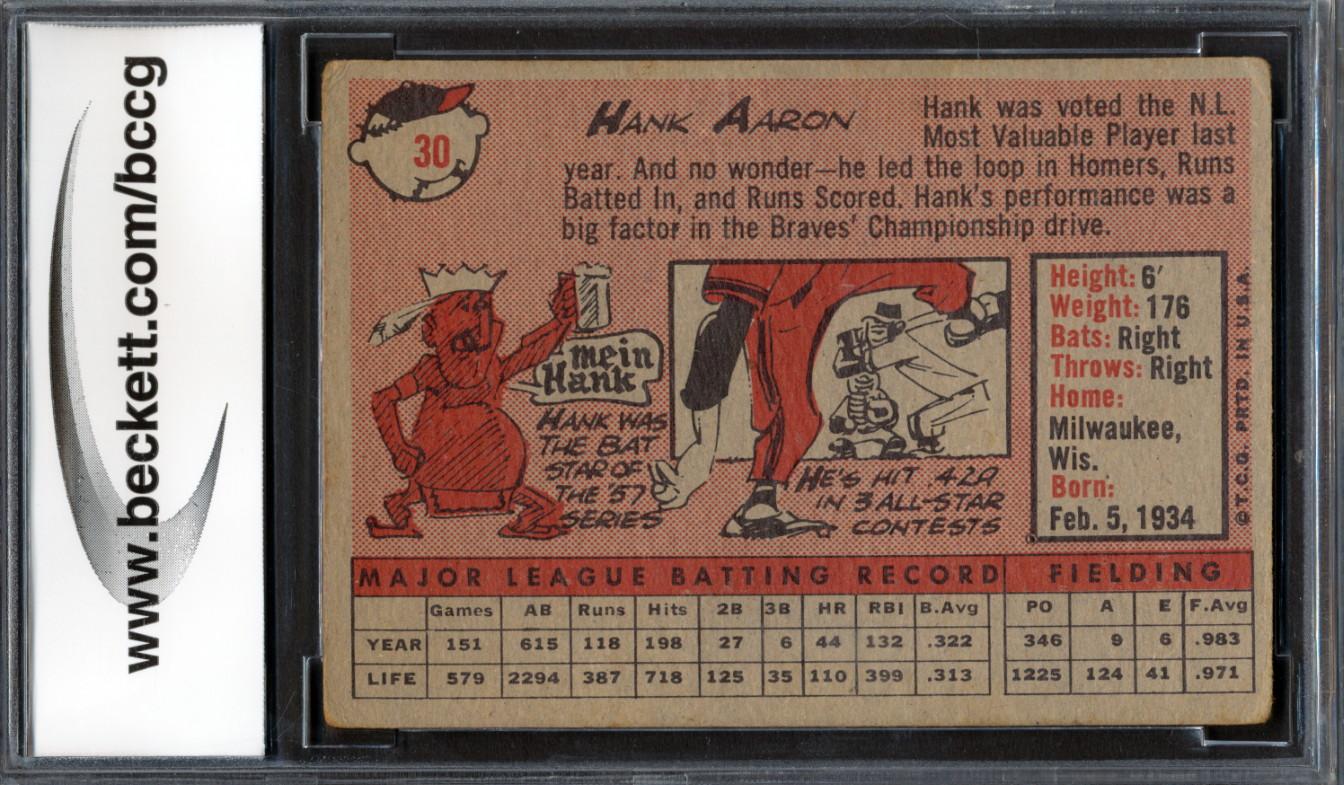 www.beckett.com/bccg
30
HANK AARON
Hank was voted the N.L.
Most Valuable Player last
year. And no wonder—he led the loop in Homers, Runs
Batted In, and Runs Scored. Hank's performance was a
big factor in the Braves' Championship drive.
mein
Hank
HANK WAS
THE BAT
STAR OF
THE '57
SERIES
HE'S HIT .429
IN 3 ALL-STAR
CONTESTS
Height: 6'
Weight: 176
Bats: Right
Throws: Right
Home:
Milwaukee,
Wis.
Born:
Feb. 5, 1934
© T.C.G. PRTD. IN U.S.A.
MAJOR LEAGUE BATTING RECORD FIELDING
Games AB Runs Hits 2B 3B HR RBI B.Avg PO A E F.Avg
YEAR 151 615 118 198 27 6 44 132 .322 346 9 6 .983
LIFE 579 2294 387 718 125 35 110 399 .313 1225 124 41 .971